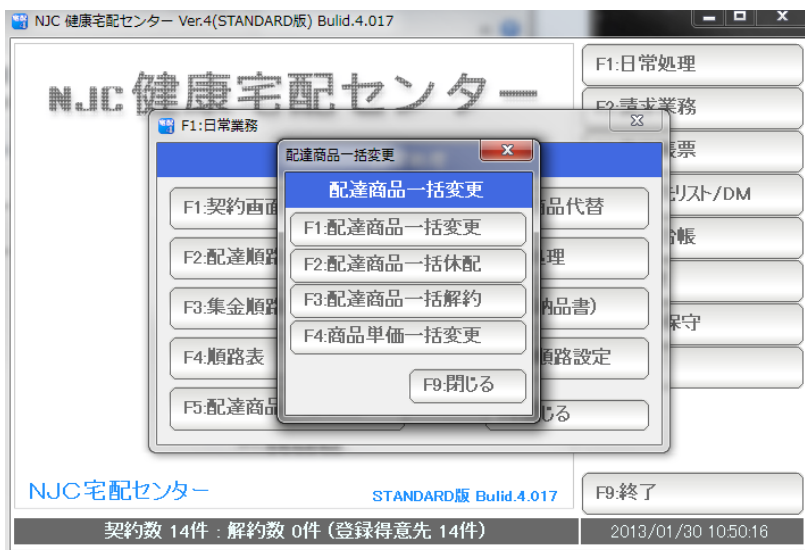 NJC 健康宅配センター Ver.4(STANDARD版) Bulid.4.017
NJC健康宅配センター
F1:日常処理
F2:請求業務
票
リスト/DM
帳
保守
F9:終了
F1:日常業務
F1:契約画面
F2:配達順路
F3:集金順路
F4:順路表
F5:配達商品
品代替
理
納品書)
順路設定
じる
配達商品一括変更
配達商品一括変更
F1:配達商品一括変更
F2:配達商品一括休配
F3:配達商品一括解約
F4:商品単価一括変更
F9:閉じる
NJC宅配センター
STANDARD版 Bulid.4.017
契約数 14件 : 解約数 0件 (登録得意先 14件)
2013/01/30 10:50:16